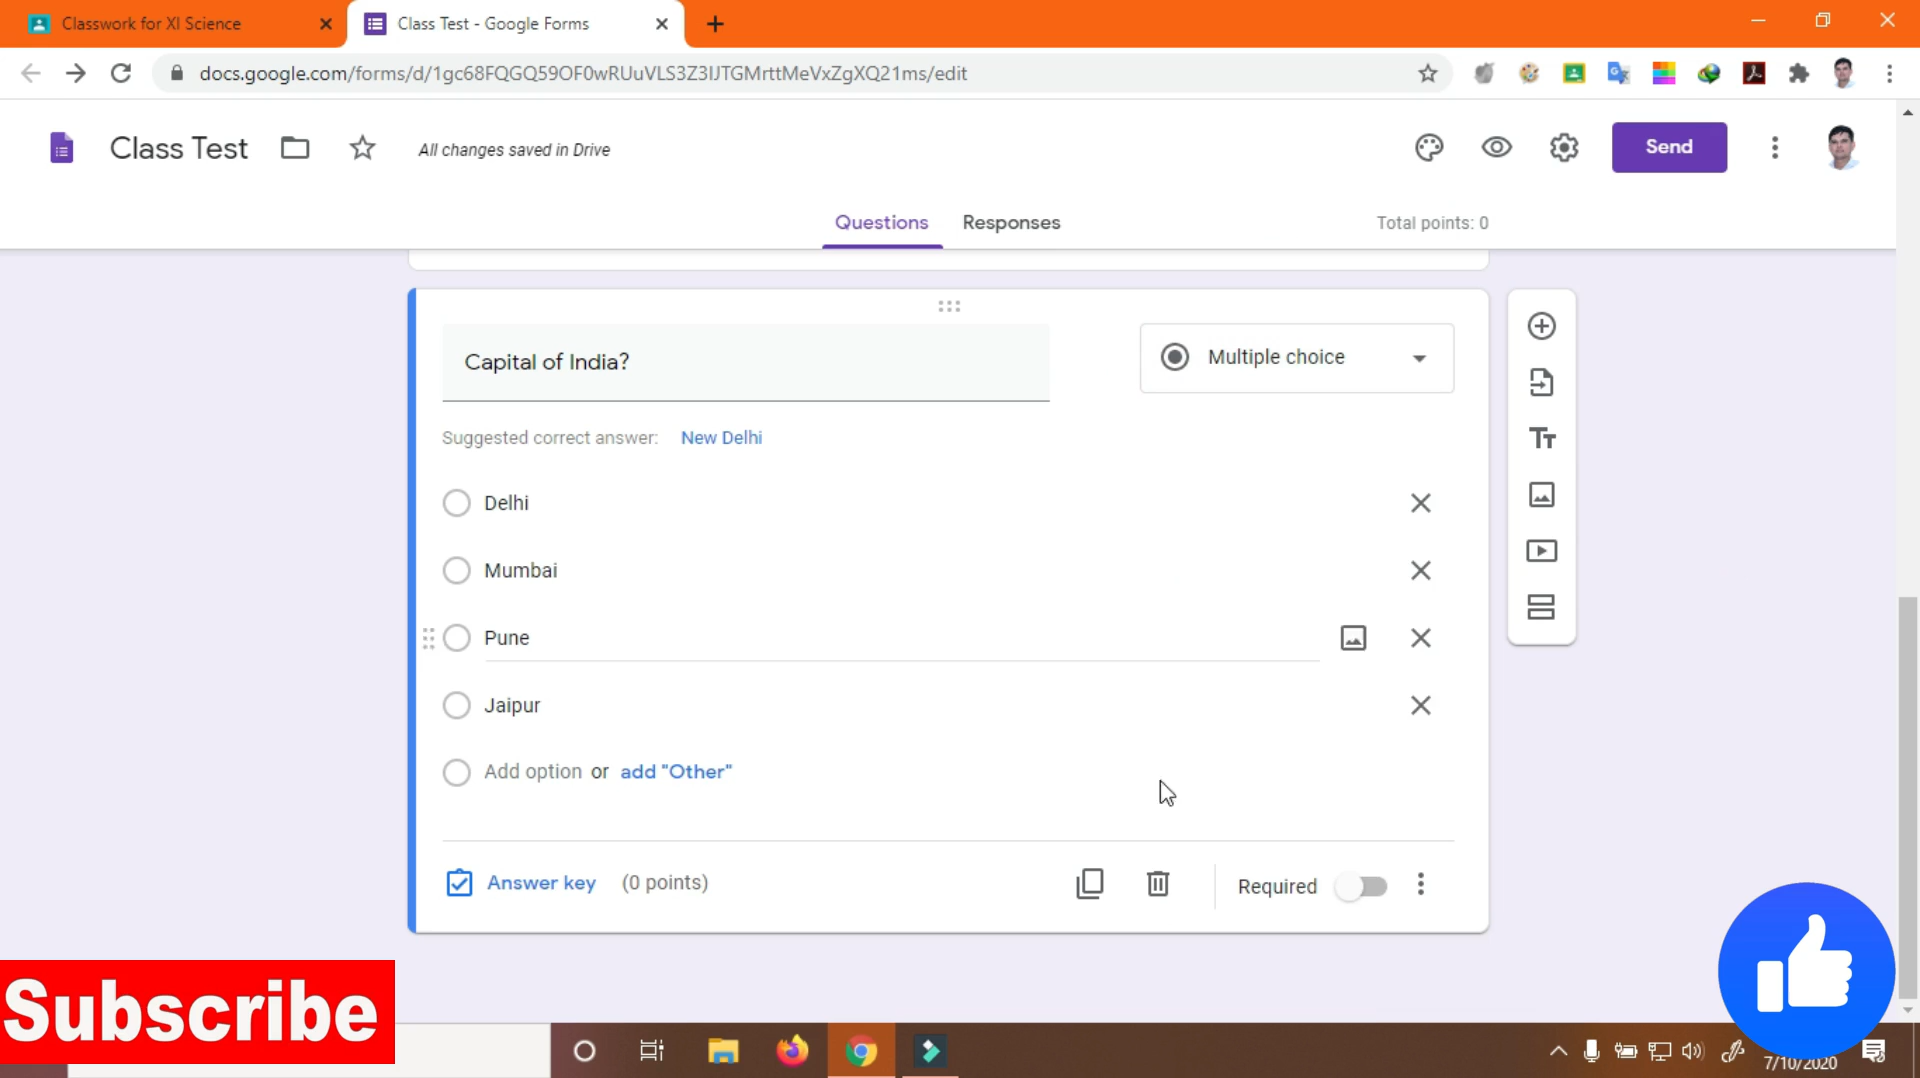 Classwork for XI Science
Class Test - Google Forms
docs.google.com/forms/d/1gc68FQGQ59OF0wRUuVLS3Z3IJTGMrttMeVxZgXQ21ms/edit
Class Test
All changes saved in Drive
Send
Questions
Responses
Total points: 0
Capital of India?
Multiple choice
Suggested correct answer: New Delhi
Delhi
Mumbai
Pune
Jaipur
Add option or add "Other"
Answer key (0 points)
Required
Subscribe
7/10/2020